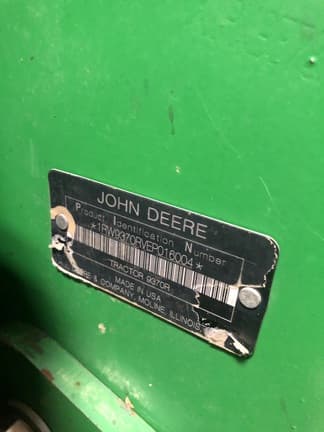 JOHN DEERE
Product Identification Number
*1RW9370RVEP016004*
TRACTOR 9370R
MADE IN USA
& COMPANY, MOLINE, ILLINOIS